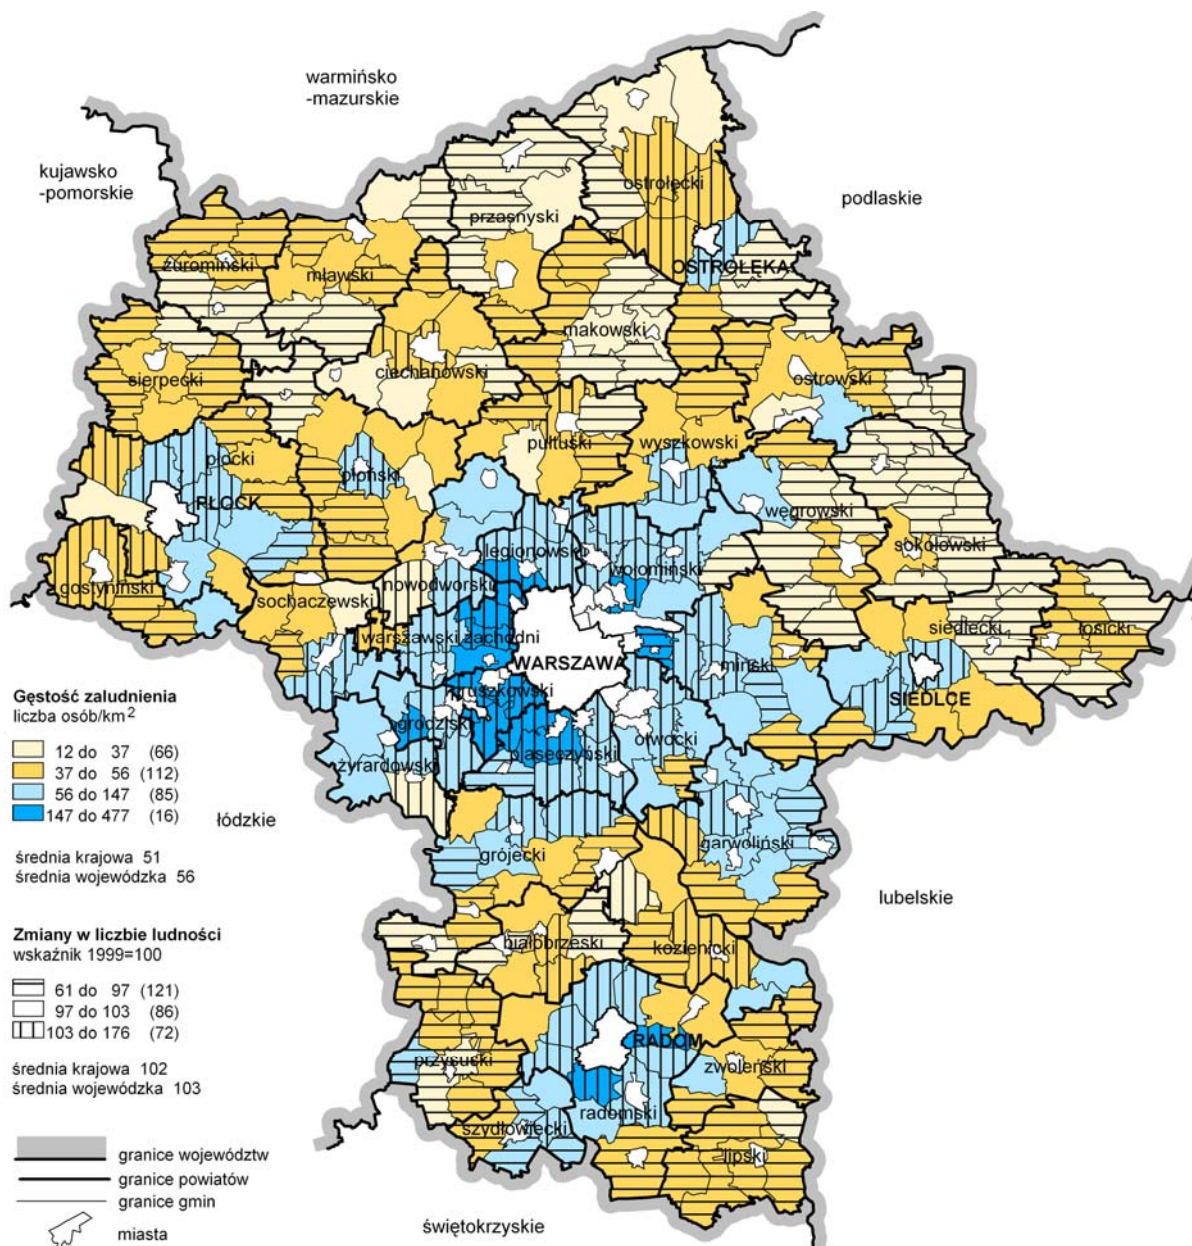 warmińsko
-mazurskie
kujawsko
-pomorskie
podlaskie
ostrołęcki
przasnyski
OSTROŁĘKA
żuromiński
mławski
makowski
ciechanowski
sierpecki
ostrowski
płocki
płoński
pułtuski
wyszkowski
PŁOCK
węgrowski
sokołowski
legionowski
wołomiński
gostyniński
nowodworski
sochaczewski
siedlecki
łosicki
warszawski zachodni
WARSZAWA
miński
SIEDLCE
pruszkowski
grodziski
otwocki
piaseczyński
żyrardowski
Gęstość zaludnienia
liczba osób/km2
12 do 37 (66)
37 do 56 (112)
56 do 147 (85)
147 do 477 (16)
łódzkie
średnia krajowa 51
średnia wojewódzka 56
grójecki
garwoliński
lubelskie
Zmiany w liczbie ludności
wskaźnik 1999=100
61 do 97 (121)
97 do 103 (86)
103 do 176 (72)
średnia krajowa 102
średnia wojewódzka 103
białobrzeski
kozienicki
RADOM
przysuski
zwoleński
radomski
szydłowiecki
lipski
granice województw
granice powiatów
granice gmin
miasta
świętokrzyskie